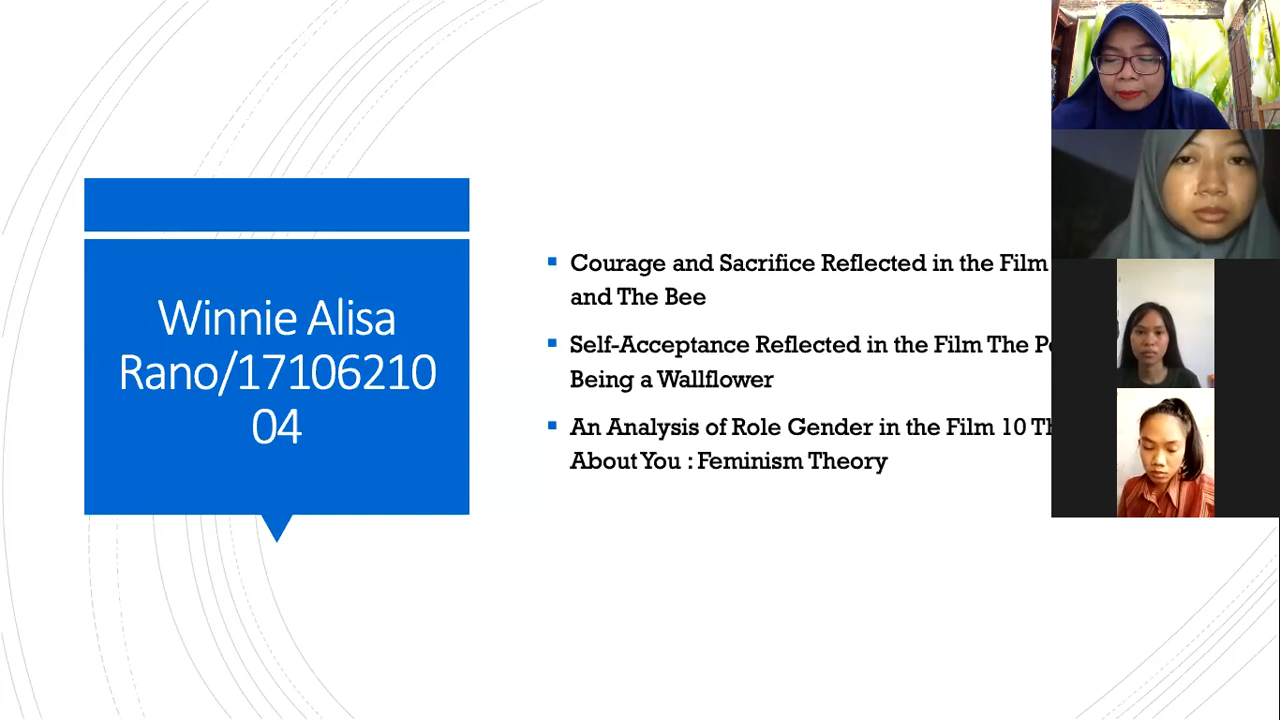 Winnie Alisa
Rano/17106210
04
Courage and Sacrifice Reflected in the Film
and The Bee
Self-Acceptance Reflected in the Film The
Being a Wallflower
An Analysis of Role Gender in the Film 10
About You : Feminism Theory